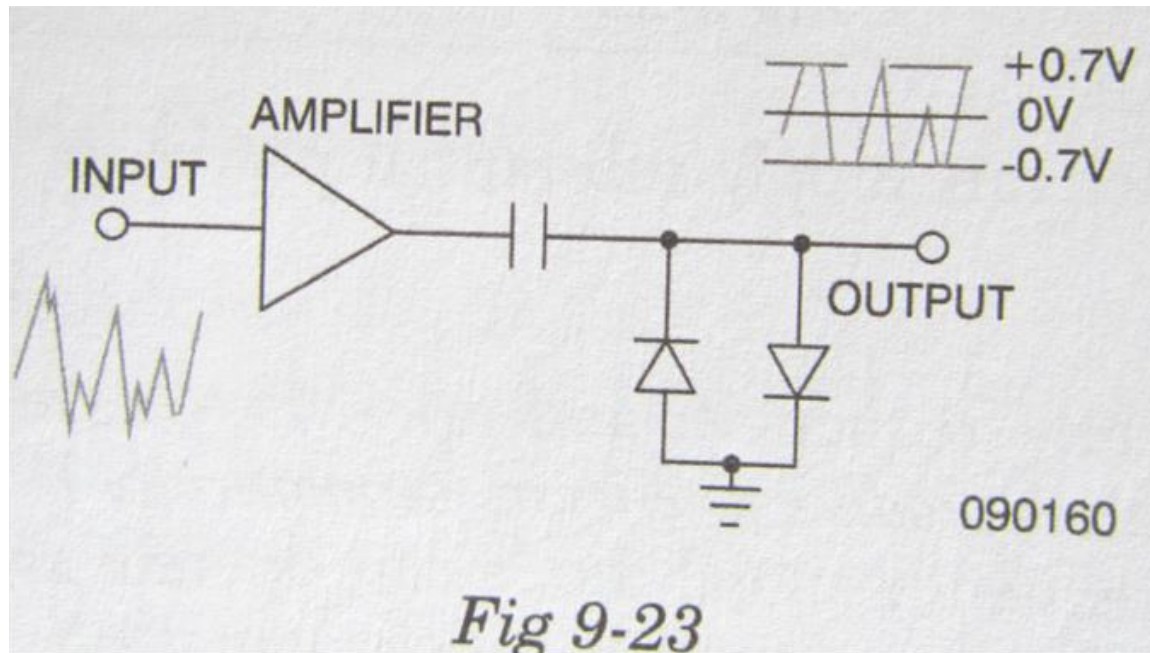 +0.7V
AMPLIFIER
0V
INPUT
-0.7V
OUTPUT
090160
Fig 9-23